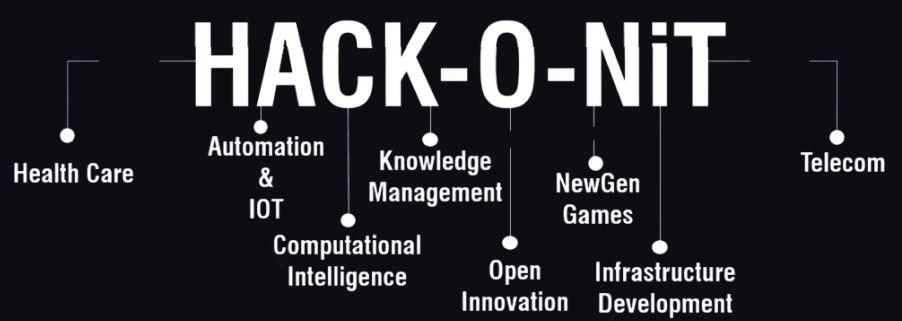 HACK-O-NiT
Health Care
Automation
&
IOT
Computational
Intelligence
Knowledge
Management
Open
Innovation
NewGen
Games
Infrastructure
Development
Telecom